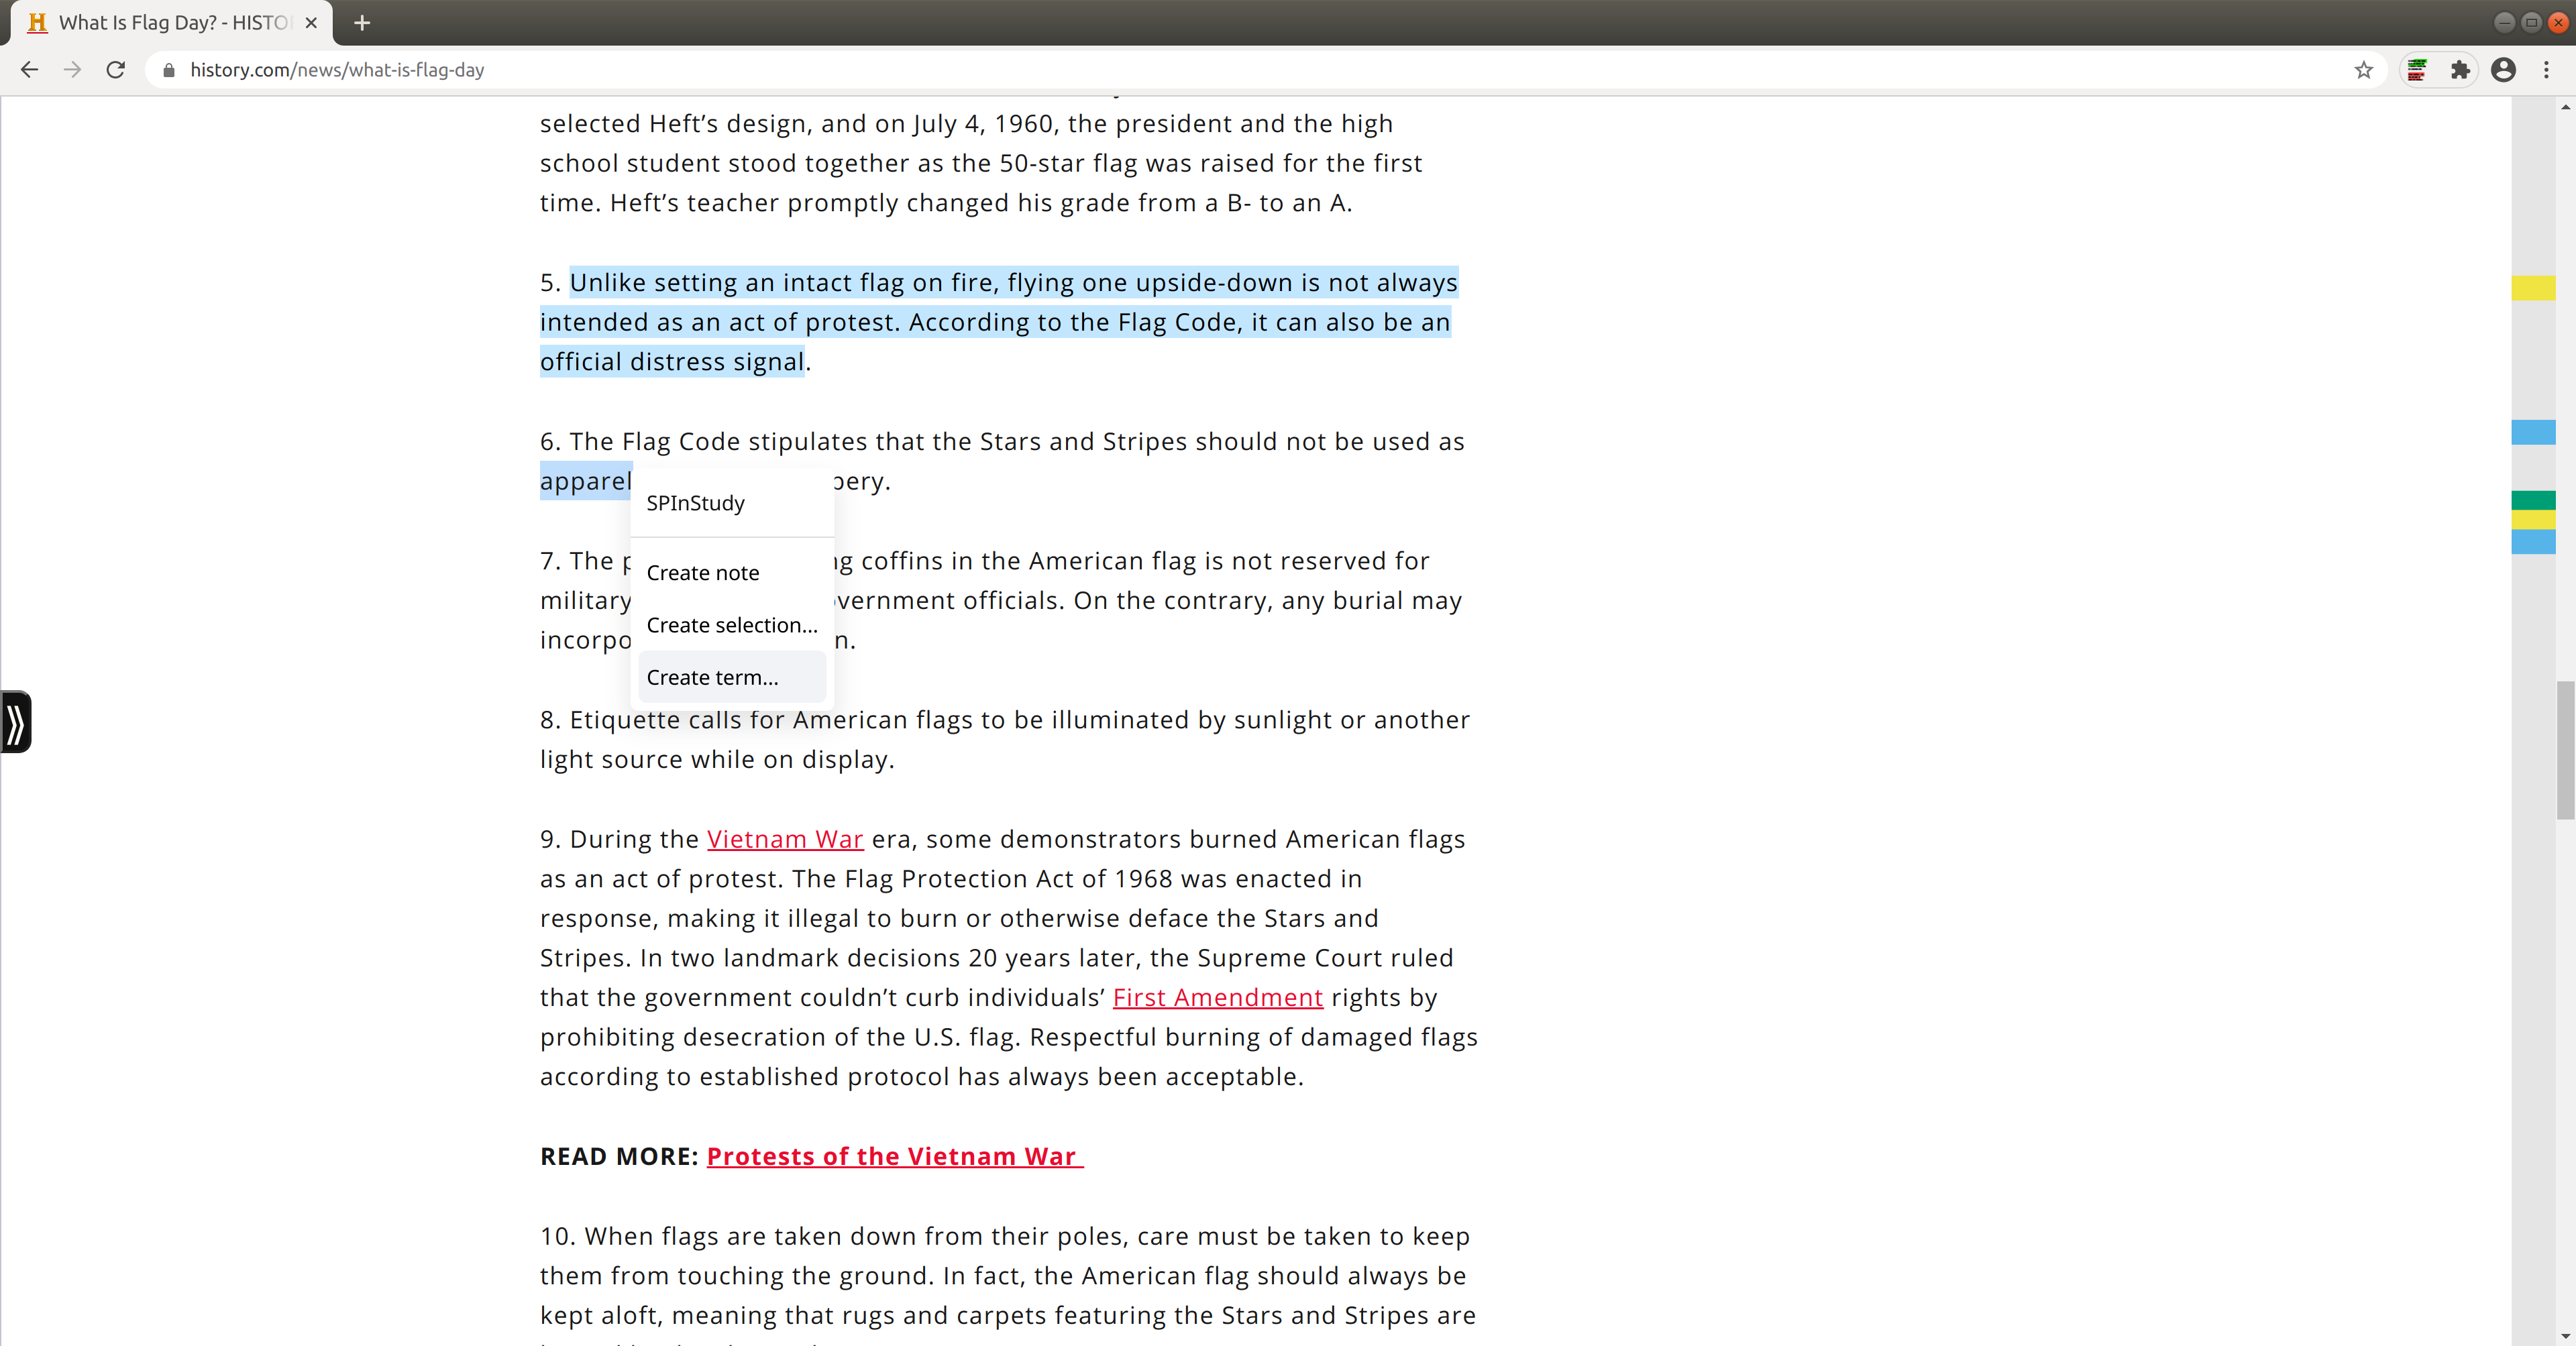 What Is Flag Day? - HISTO
history.com/news/what-is-flag-day
selected Heft’s design, and on July 4, 1960, the president and the high
school student stood together as the 50-star flag was raised for the first
time. Heft’s teacher promptly changed his grade from a B- to an A.
5. Unlike setting an intact flag on fire, flying one upside-down is not always
intended as an act of protest. According to the Flag Code, it can also be an
official distress signal.
6. The Flag Code stipulates that the Stars and Stripes should not be used as
apparel pery.
SPInStudy
Create note
Create selection...
Create term...
7. The p ng coffins in the American flag is not reserved for
military vernment officials. On the contrary, any burial may
incorpo n.
8. Etiquette calls for American flags to be illuminated by sunlight or another
light source while on display.
9. During the Vietnam War era, some demonstrators burned American flags
as an act of protest. The Flag Protection Act of 1968 was enacted in
response, making it illegal to burn or otherwise deface the Stars and
Stripes. In two landmark decisions 20 years later, the Supreme Court ruled
that the government couldn’t curb individuals’ First Amendment rights by
prohibiting desecration of the U.S. flag. Respectful burning of damaged flags
according to established protocol has always been acceptable.
READ MORE: Protests of the Vietnam War
10. When flags are taken down from their poles, care must be taken to keep
them from touching the ground. In fact, the American flag should always be
kept aloft, meaning that rugs and carpets featuring the Stars and Stripes are